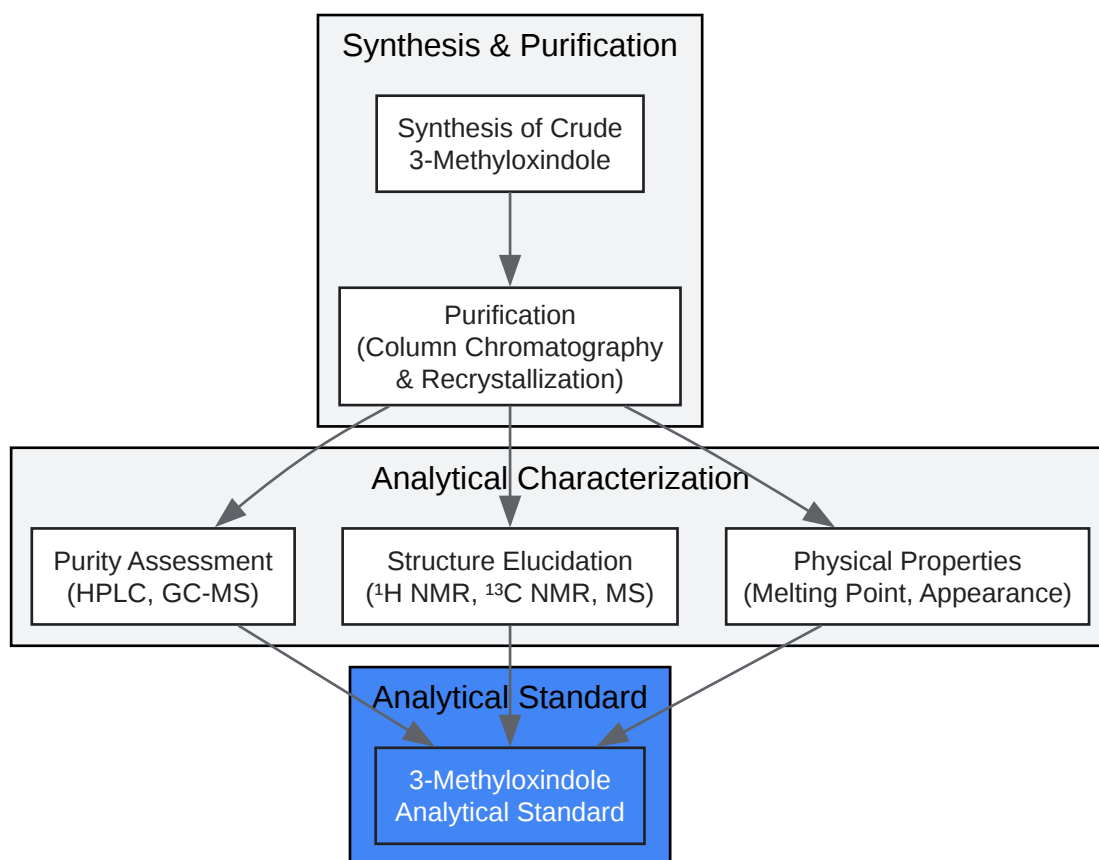 Synthesis & Purification
Synthesis of Crude
3-Methyloxindole
Purification
(Column Chromatography
& Recrystallization)
Analytical Characterization
Purity Assessment
(HPLC, GC-MS)
Structure Elucidation
(¹H NMR, ¹³C NMR, MS)
Physical Properties
(Melting Point, Appearance)
Analytical Standard
3-Methyloxindole
Analytical Standard